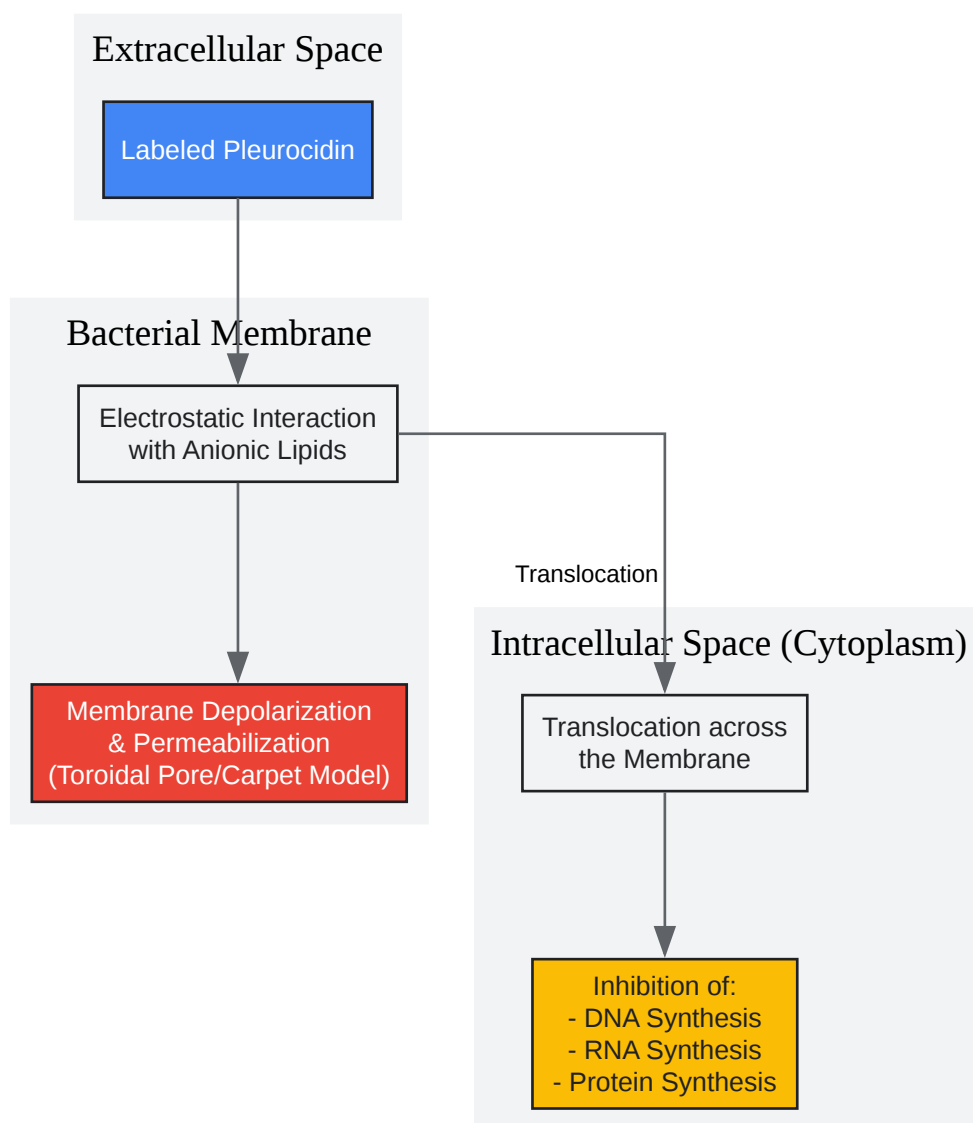 Extracellular Space
Labeled Pleurocidin
Bacterial Membrane
Electrostatic Interaction
with Anionic Lipids
Translocation
Membrane Depolarization
& Permeabilization
(Toroidal Pore/Carpet Model)
Intracellular Space (Cytoplasm)
Translocation across
the Membrane
Inhibition of:
- DNA Synthesis
- RNA Synthesis
- Protein Synthesis